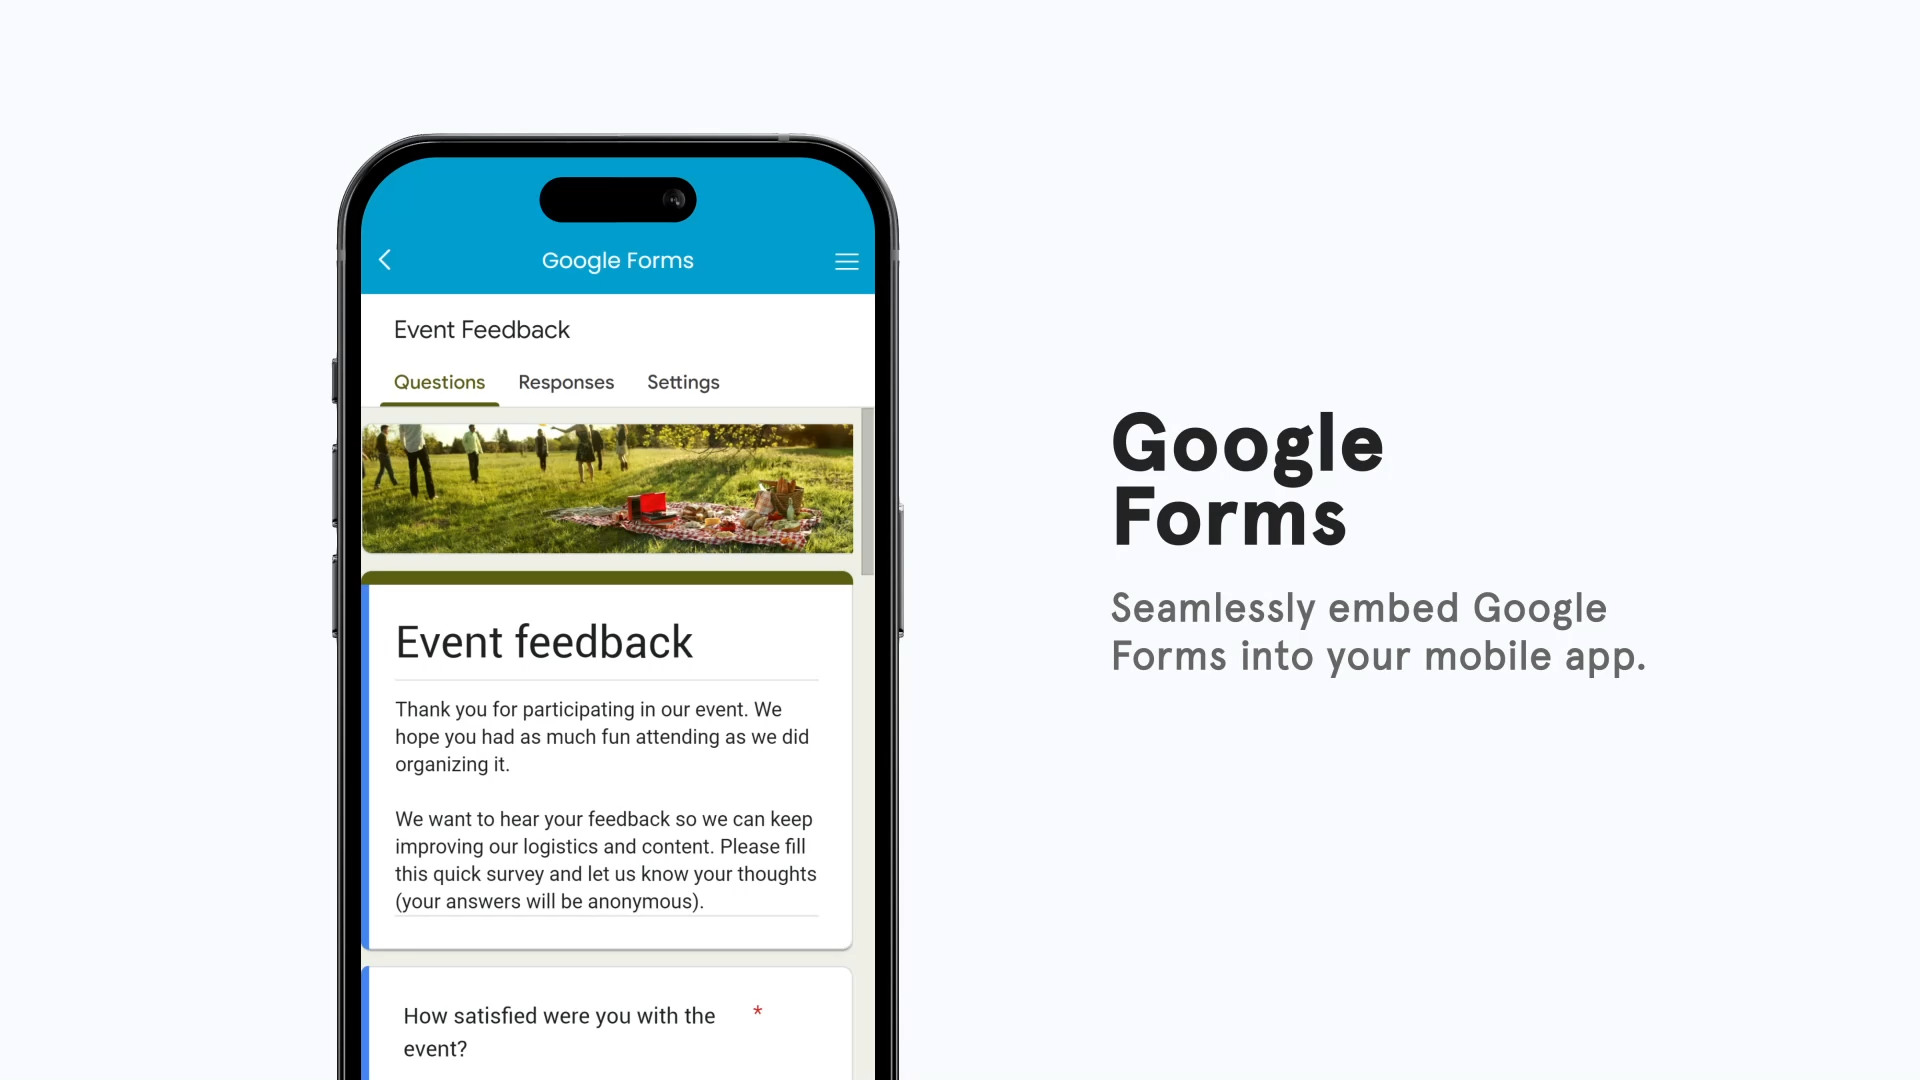 Google Forms
Event Feedback
Questions Responses Settings
Event feedback
Thank you for participating in our event. We
hope you had as much fun attending as we did
organizing it.
We want to hear your feedback so we can keep
improving our logistics and content. Please fill
this quick survey and let us know your thoughts
(your answers will be anonymous).
How satisfied were you with the *
event?
Google
Forms
Seamlessly embed Google
Forms into your mobile app.